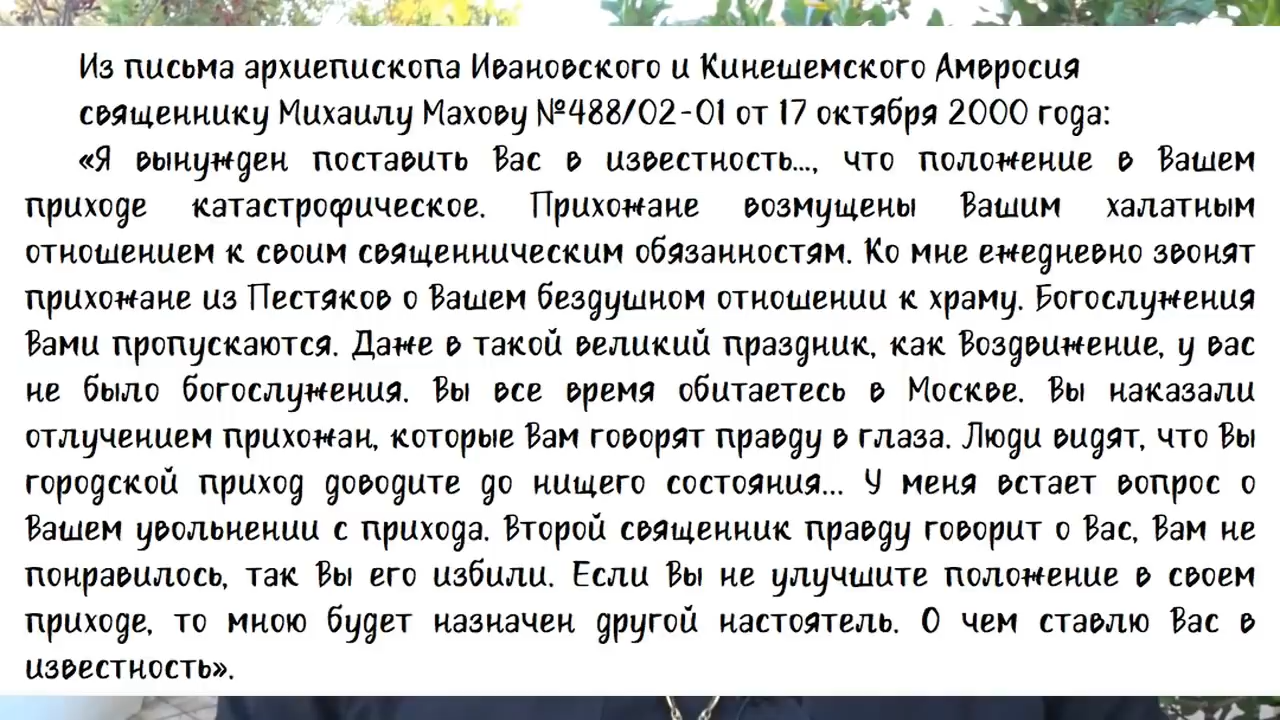 Из письма архиепископа Ивановского и Кинешемского Амвросия
священнику Михаилу Махову №488/02-01 от 17 октября 2000 года:
«Я вынужден поставить Вас в известность..., что положение в Вашем
приходе катастрофическое. Прихожане возмущены Вашим халатным
отношением к своим священническим обязанностям. Ко мне ежедневно звонят
прихожане из Пестяков о Вашем бездушном отношении к храму. Богослужения
Вами пропускаются. Даже в такой великий праздник, как Воздвижение, у вас
не было богослужения. Вы все время обитаетесь в Москве. Вы наказали
отлучением прихожан, которые Вам говорят правду в глаза. Люди видят, что Вы
городской приход доводите до нищего состояния... У меня встает вопрос о
Вашем увольнении с прихода. Второй священник правду говорит о Вас, Вам не
понравилось, так Вы его избили. Если Вы не улучшите положение в своем
приходе, то мною будет назначен другой настоятель. О чем ставлю Вас в
известность».